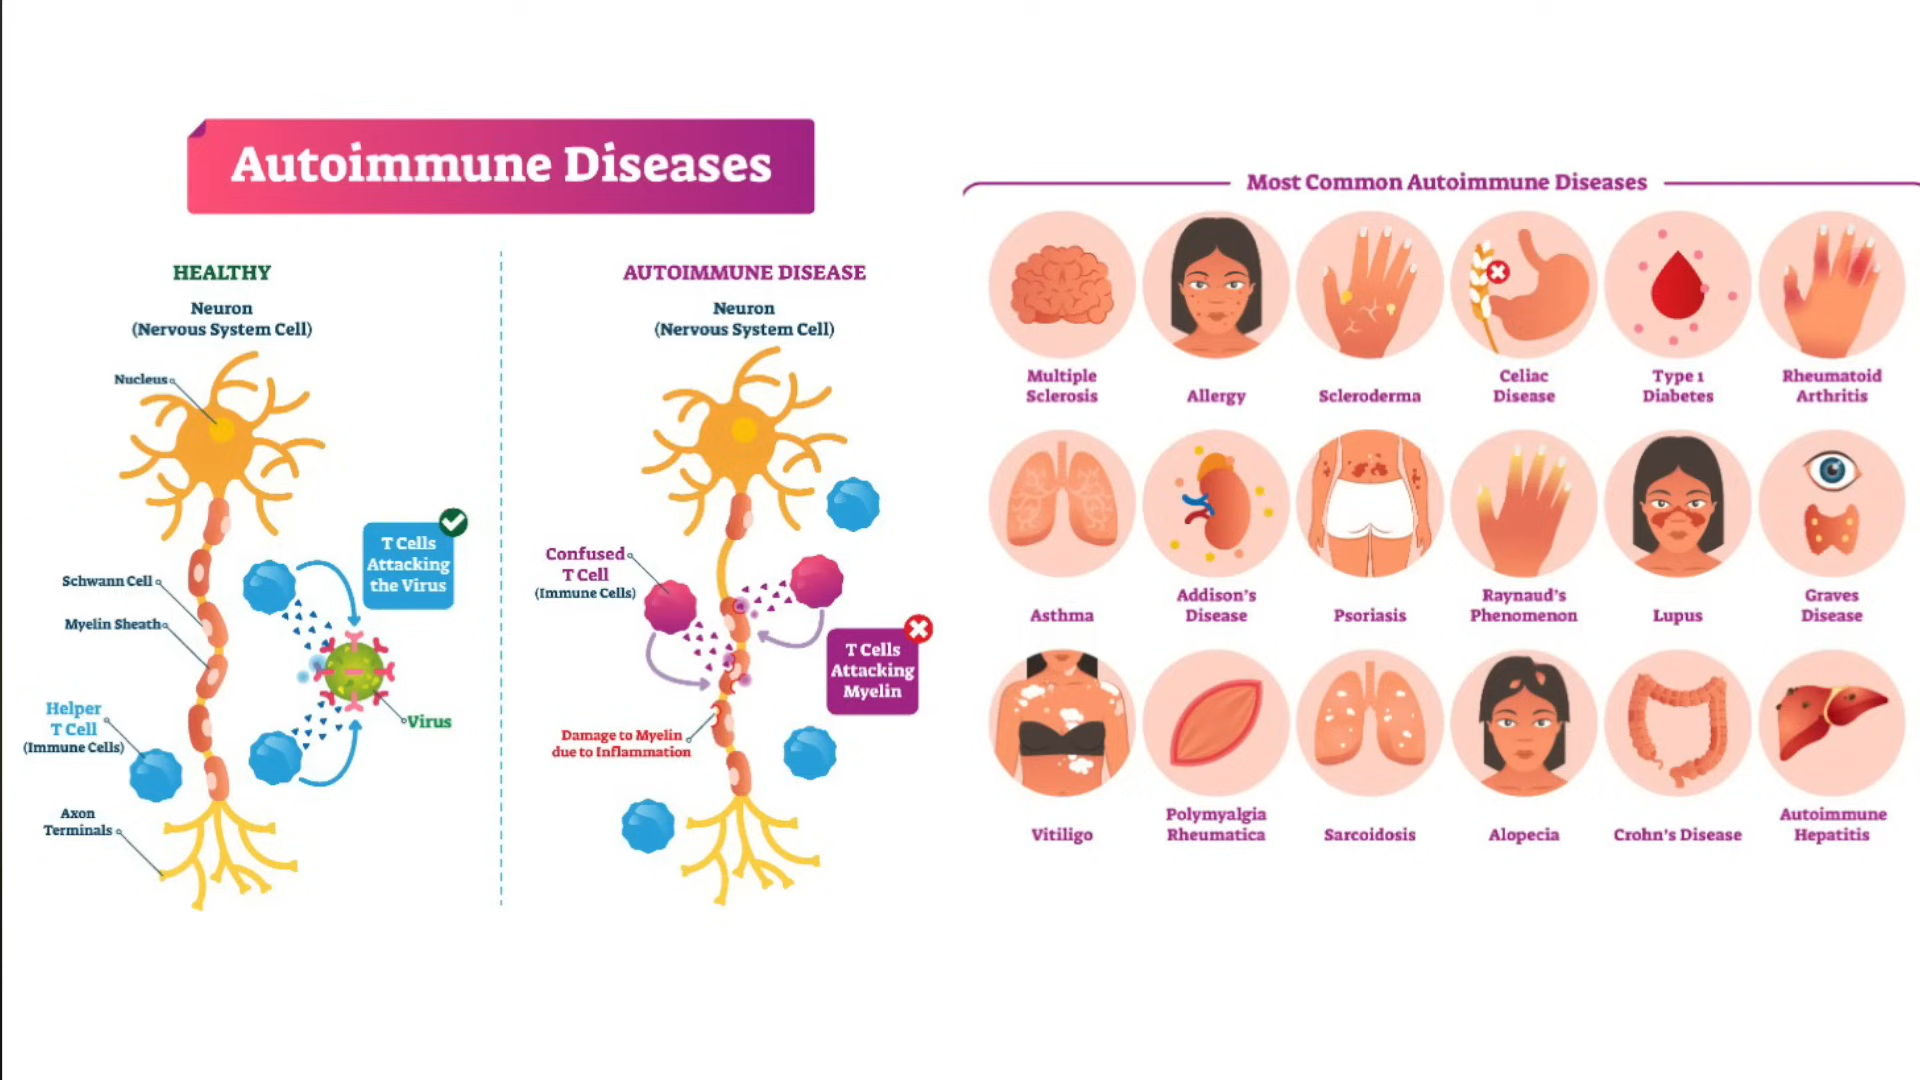 Autoimmune Diseases
HEALTHY
Neuron
(Nervous System Cell)
Nucleus
Schwann Cell
Myelin Sheath
T Cells
Attacking
the Virus
Helper
T Cell
(Immune Cells)
Virus
Axon
Terminals
AUTOIMMUNE DISEASE
Neuron
(Nervous System Cell)
Confused
T Cell
(Immune Cells)
T Cells
Attacking
Myelin
Damage to Myelin
due to Inflammation
Most Common Autoimmune Diseases
Multiple
Sclerosis
Allergy
Scleroderma
Celiac
Disease
Type 1
Diabetes
Rheumatoid
Arthritis
Asthma
Addison's
Disease
Psoriasis
Raynaud's
Phenomenon
Lupus
Graves
Disease
Vitiligo
Polymyalgia
Rheumatica
Sarcoidosis
Alopecia
Crohn's Disease
Autoimmune
Hepatitis